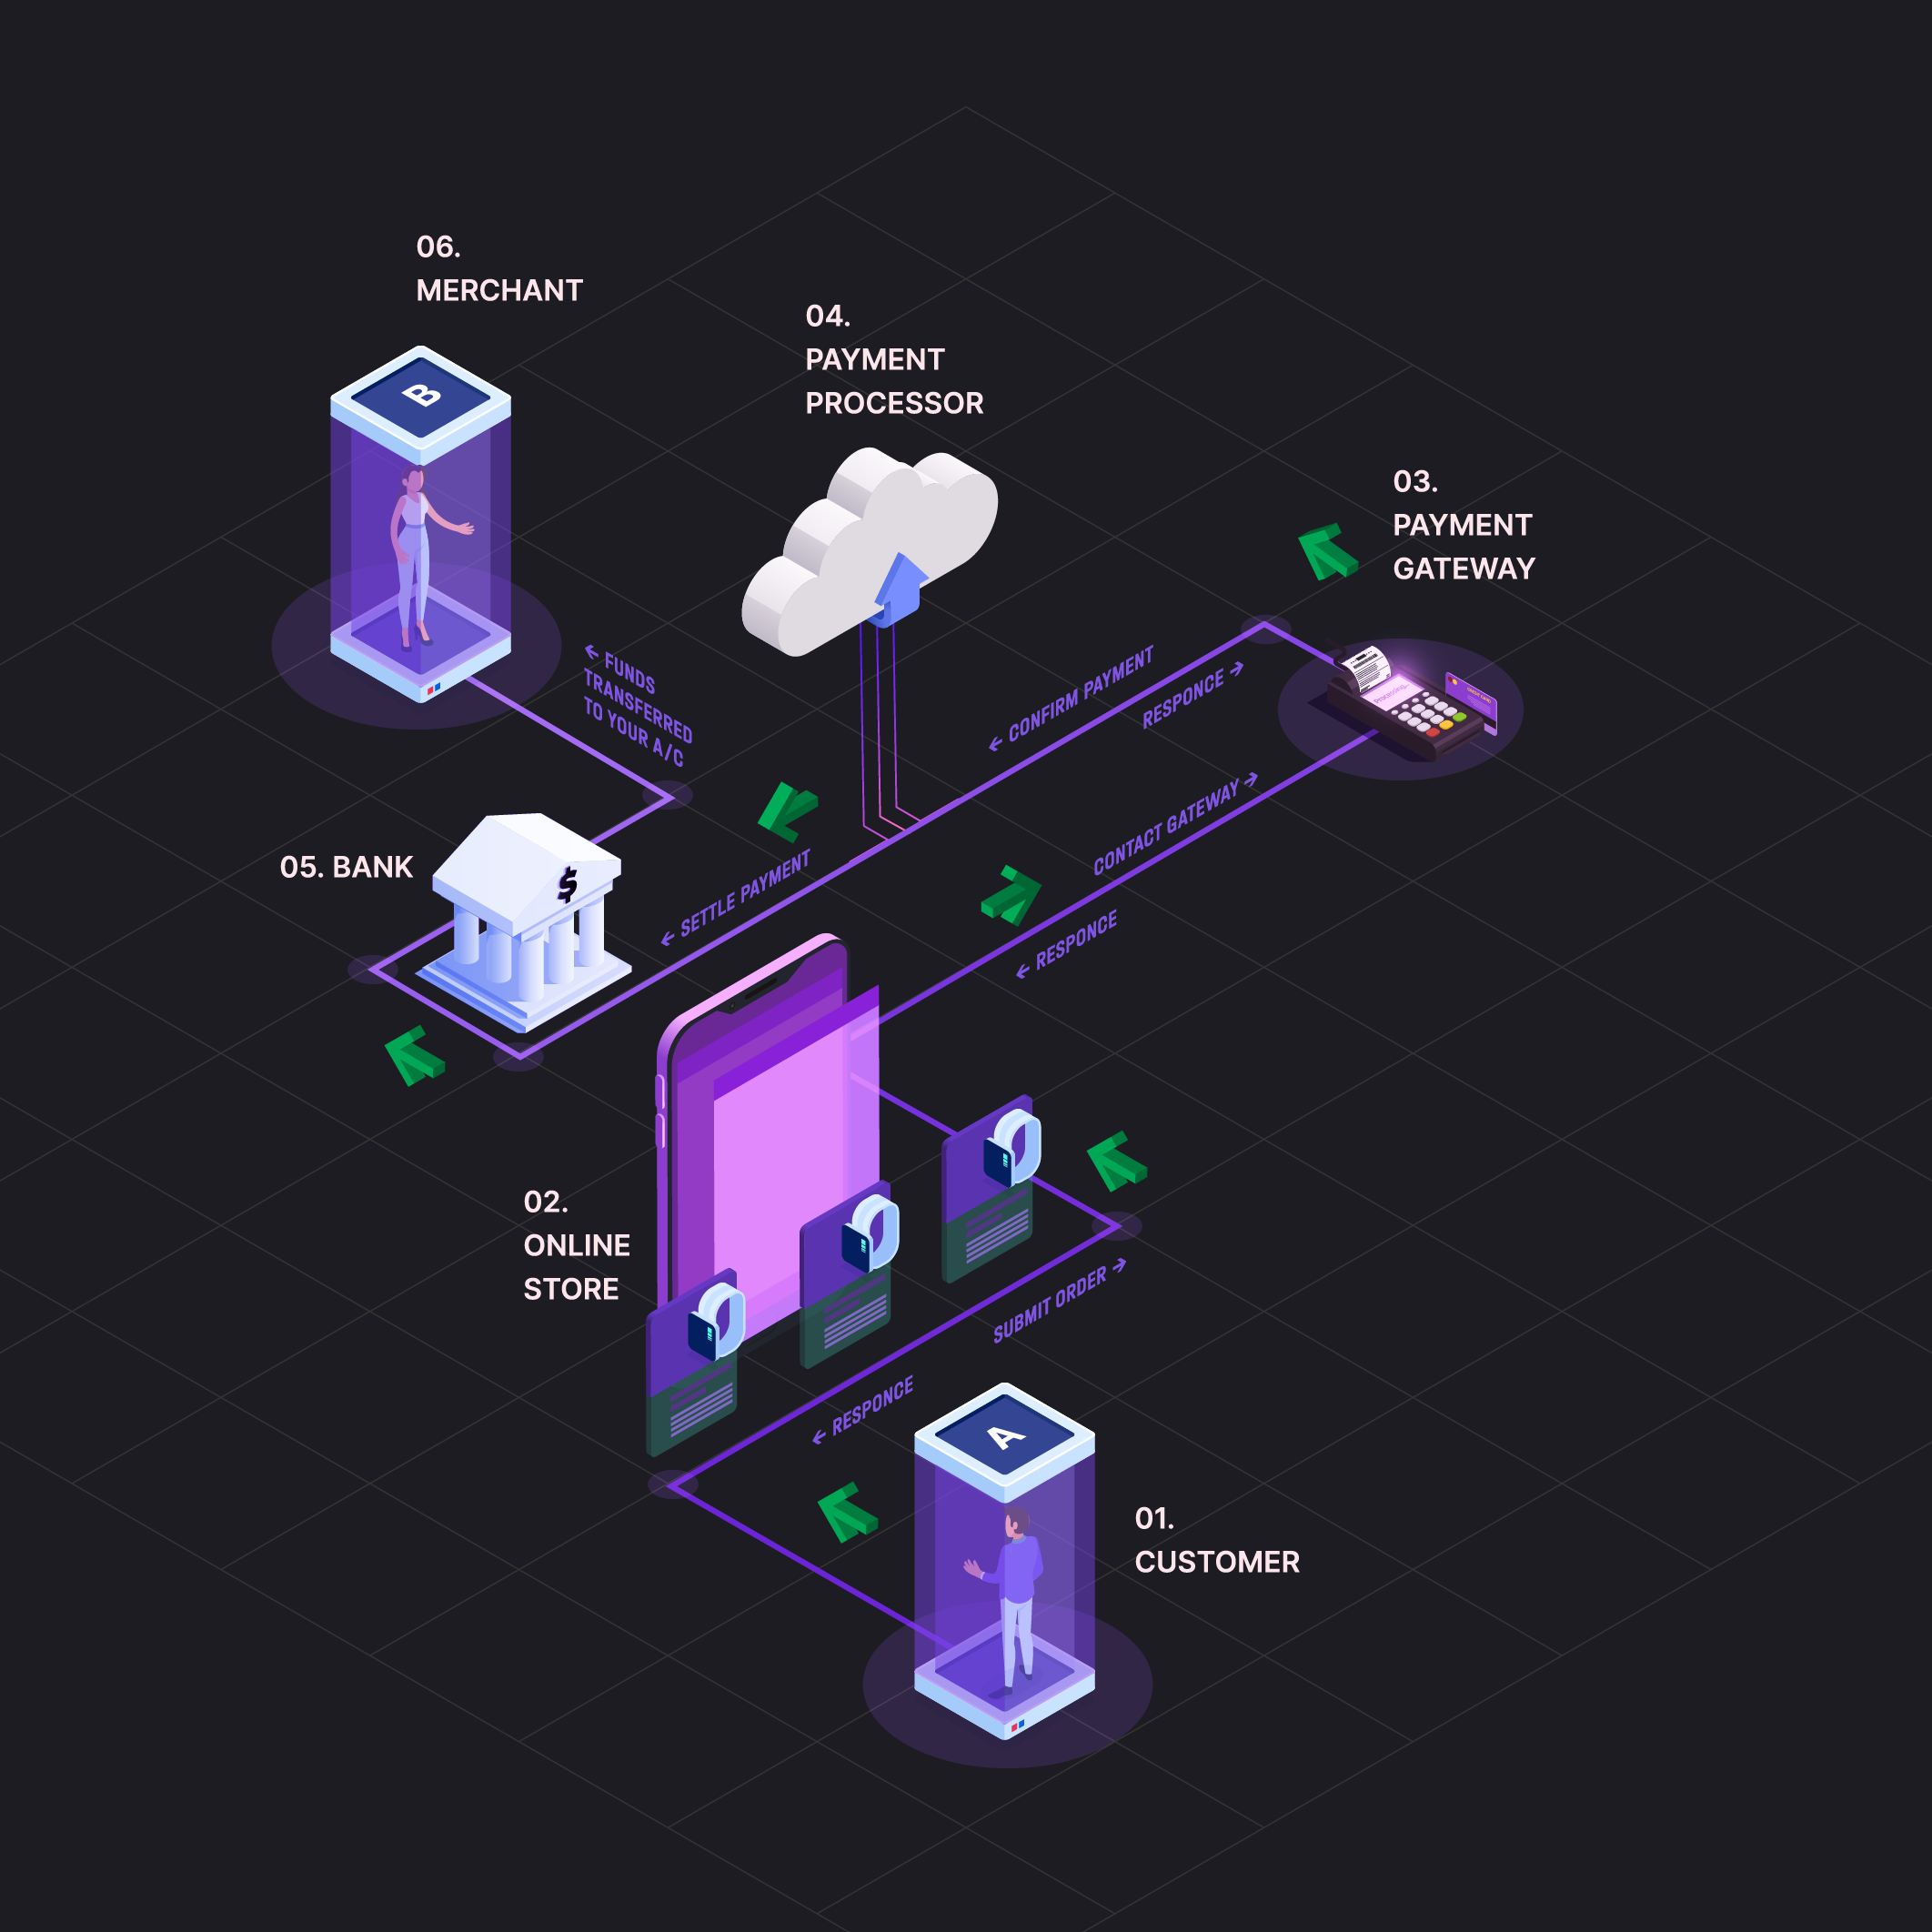 06.
MERCHANT
04.
PAYMENT
PROCESSOR
03.
PAYMENT
GATEWAY
B
← FUNDS
TRANSFERRED
TO YOUR A/C
← CONFIRM PAYMENT
RESPONCE →
Processing...
CONTACT GATEWAY →
← RESPONCE
← SETTLE PAYMENT
05. BANK
$
02.
ONLINE
STORE
SUBMIT ORDER →
← RESPONCE
A
01.
CUSTOMER